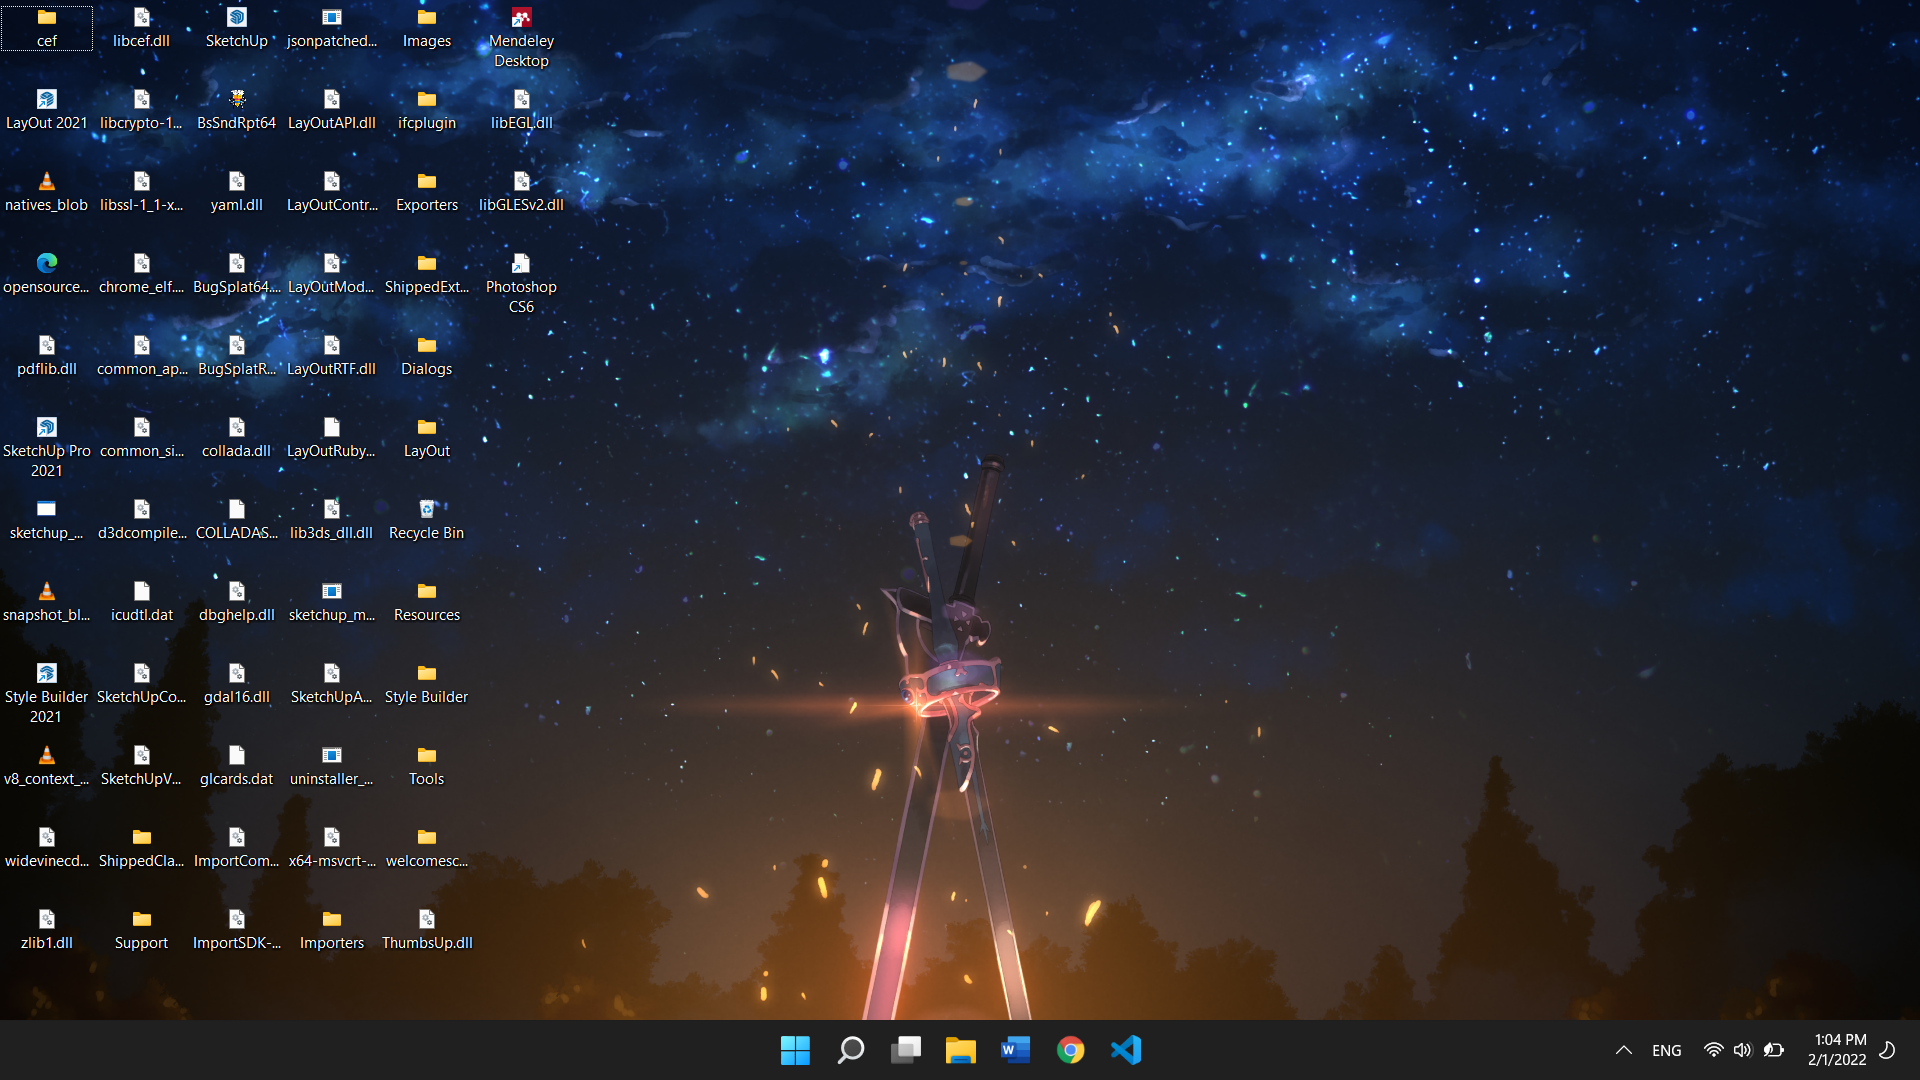 cef
libcef.dll
SketchUp
jsonpatched...
Images
Mendeley
Desktop
LayOut 2021
libcrypto-1...
BsSndRpt64
LayOutAPI.dll
ifcplugin
libEGL.dll
natives_blob
libssl-1_1-x...
yaml.dll
LayOutContr...
Exporters
libGLESv2.dll
opensource...
chrome_elf....
BugSplat64....
LayOutMod...
ShippedExt...
Photoshop
CS6
pdflib.dll
common_ap...
BugSplatR...
LayOutRTF.dll
Dialogs
SketchUp Pro
2021
common_si...
collada.dll
LayOutRuby...
LayOut
sketchup_...
d3dcompile...
COLLADAS...
lib3ds_dll.dll
Recycle Bin
snapshot_bl...
icudtl.dat
dbghelp.dll
sketchup_m...
Resources
Style Builder
2021
SketchUpCo...
gdal16.dll
SketchUpA...
Style Builder
v8_context_...
SketchUpV...
glcards.dat
uninstaller_...
Tools
widevinecd...
ShippedCla...
ImportCom...
x64-msvcrt-...
welcomesc...
zlib1.dll
Support
ImportSDK-...
Importers
ThumbsUp.dll
W
ENG
1:04 PM
2/1/2022